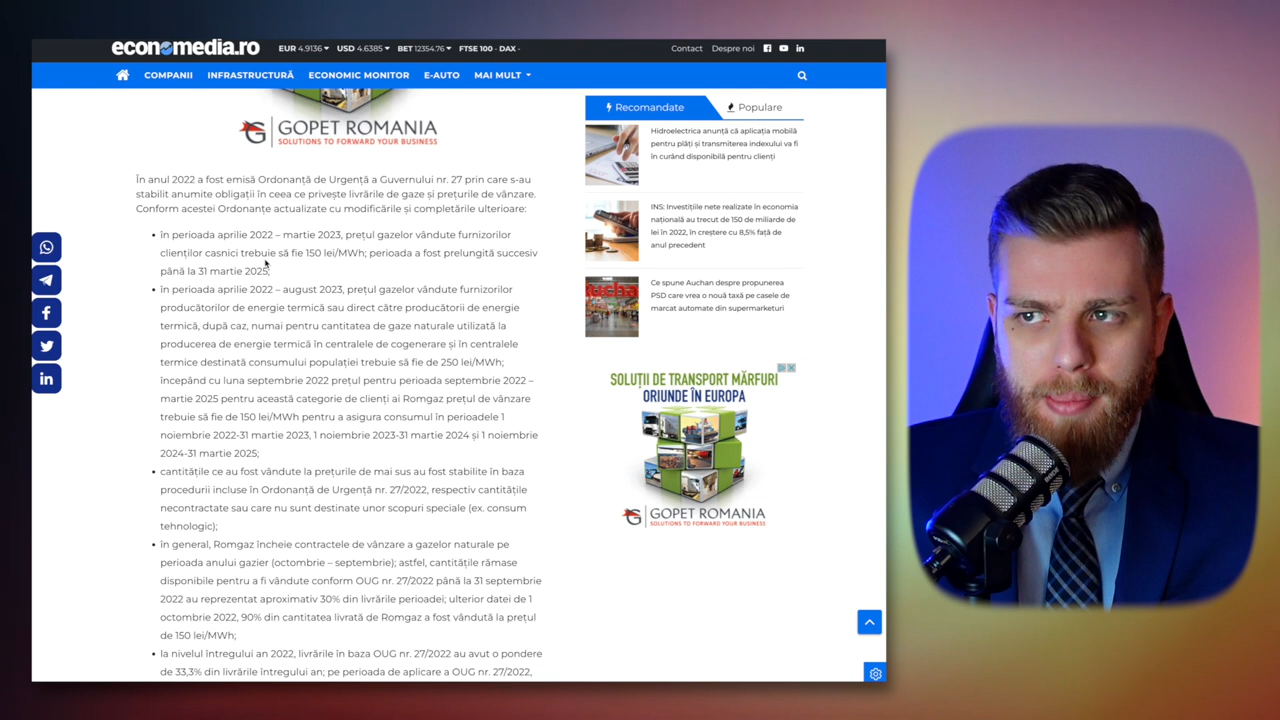 economedia.ro
EUR 4.9136 USD 4.6385 BET 12354.76 FTSE 100 - DAX -
Contact Despre noi
COMPANII INFRASTRUCTURĂ ECONOMIC MONITOR E-AUTO MAI MULT
GOPET ROMANIA
SOLUTIONS TO FORWARD YOUR BUSINESS
În anul 2022 a fost emisă Ordonanța de Urgență a Guvernului nr. 27 prin care s-au
stabilit anumite obligații în ceea ce privește livrările de gaze și prețurile de vânzare.
Conform acestei Ordonanțe actualizate cu modificările și completările ulterioare:
• în perioada aprilie 2022 – martie 2023, prețul gazelor vândute furnizorilor
clienților casnici trebuie să fie 150 lei/MWh; perioada a fost prelungită succesiv
până la 31 martie 2025;
• în perioada aprilie 2022 – august 2023, prețul gazelor vândute furnizorilor
producătorilor de energie termică sau direct către producătorii de energie
termică, după caz, numai pentru cantitatea de gaze naturale utilizată la
producerea de energie termică în centralele de cogenerare și în centralele
termice destinată consumului populației trebuie să fie de 250 lei/MWh;
începând cu luna septembrie 2022 prețul pentru perioada septembrie 2022 –
martie 2025 pentru această categorie de clienți ai Romgaz prețul de vânzare
trebuie să fie de 150 lei/MWh pentru a asigura consumul în perioadele 1
noiembrie 2022-31 martie 2023, 1 noiembrie 2023-31 martie 2024 și 1 noiembrie
2024-31 martie 2025;
• cantitățile ce au fost vândute la prețurile de mai sus au fost stabilite în baza
procedurii incluse în Ordonanță de Urgență nr. 27/2022, respectiv cantitățile
necontractate sau care nu sunt destinate unor scopuri speciale (ex. consum
tehnologic);
• în general, Romgaz încheie contractele de vânzare a gazelor naturale pe
perioada anului gazier (octombrie – septembrie); astfel, cantitățile rămase
disponibile pentru a fi vândute conform OUG nr. 27/2022 până la 31 septembrie
2022 au reprezentat aproximativ 30% din livrările perioadei; ulterior datei de 1
octombrie 2022, 90% din cantitatea livrată de Romgaz a fost vândută la prețul
de 150 lei/MWh;
• la nivelul întregului an 2022, livrările în baza OUG nr. 27/2022 au avut o pondere
de 33,3% din livrările întregului an; pe perioada de aplicare a OUG nr. 27/2022,
Recomandate Populare
Hidroelectrica anunță că aplicația mobilă
pentru plăți și transmiterea indexului va fi
în curând disponibilă pentru clienți
INS: Investițiile nete realizate în economia
națională au trecut de 150 de miliarde de
lei în 2022, în creștere cu 8,5% față de
anul precedent
Ce spune Auchan despre propunerea
PSD care vrea o nouă taxă pe casele de
marcat automate din supermarketuri
SOLUȚII DE TRANSPORT MĂRFURI
ORIUNDE ÎN EUROPA
GOPET ROMANIA
SOLUTIONS TO FORWARD YOUR BUSINESS